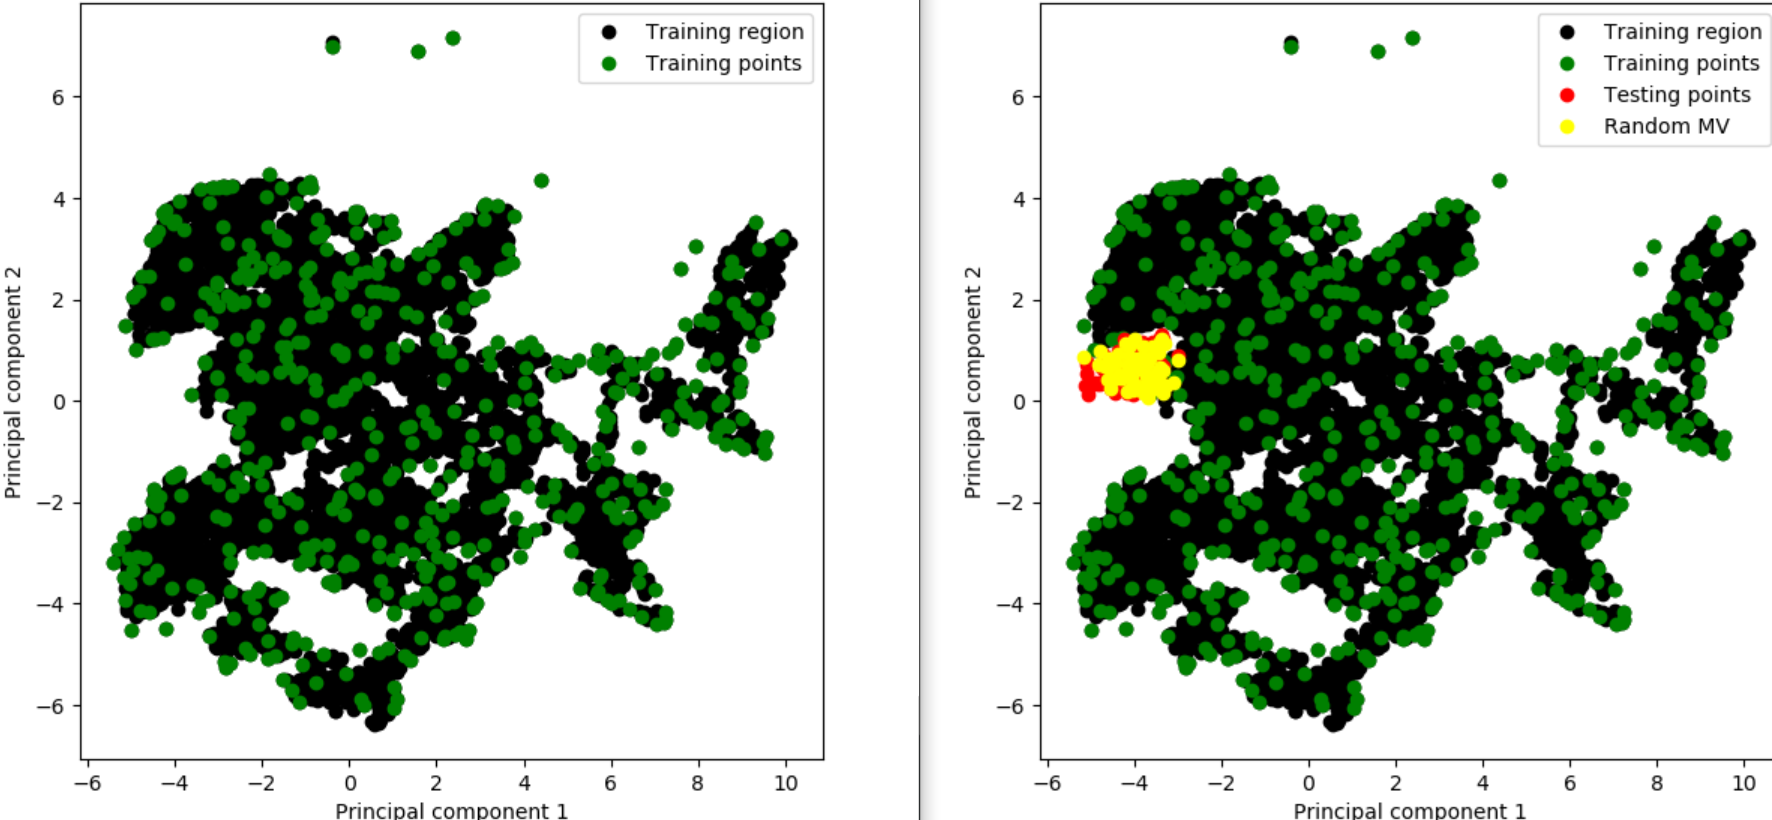 Training region
Training points
6
4
2
0
−2
−4
−6
−6 −4 −2 0 2 4 6 8 10
Principal component 1
Principal component 2
Training region
Training points
Testing points
Random MV
6
4
2
0
−2
−4
−6
−6 −4 −2 0 2 4 6 8 10
Principal component 1
Principal component 2